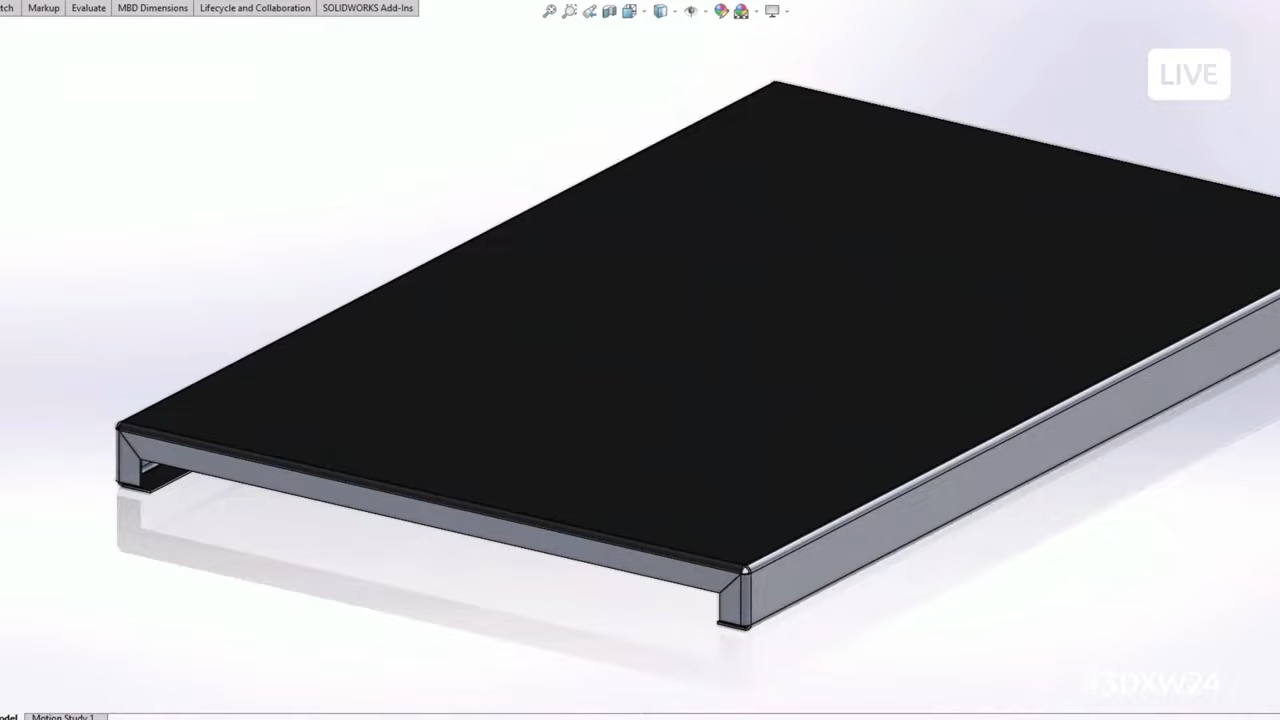 tch Markup Evaluate MBD Dimensions Lifecycle and Collaboration SOLIDWORKS Add-Ins
LIVE
#3DXW24
odel Motion Study 1